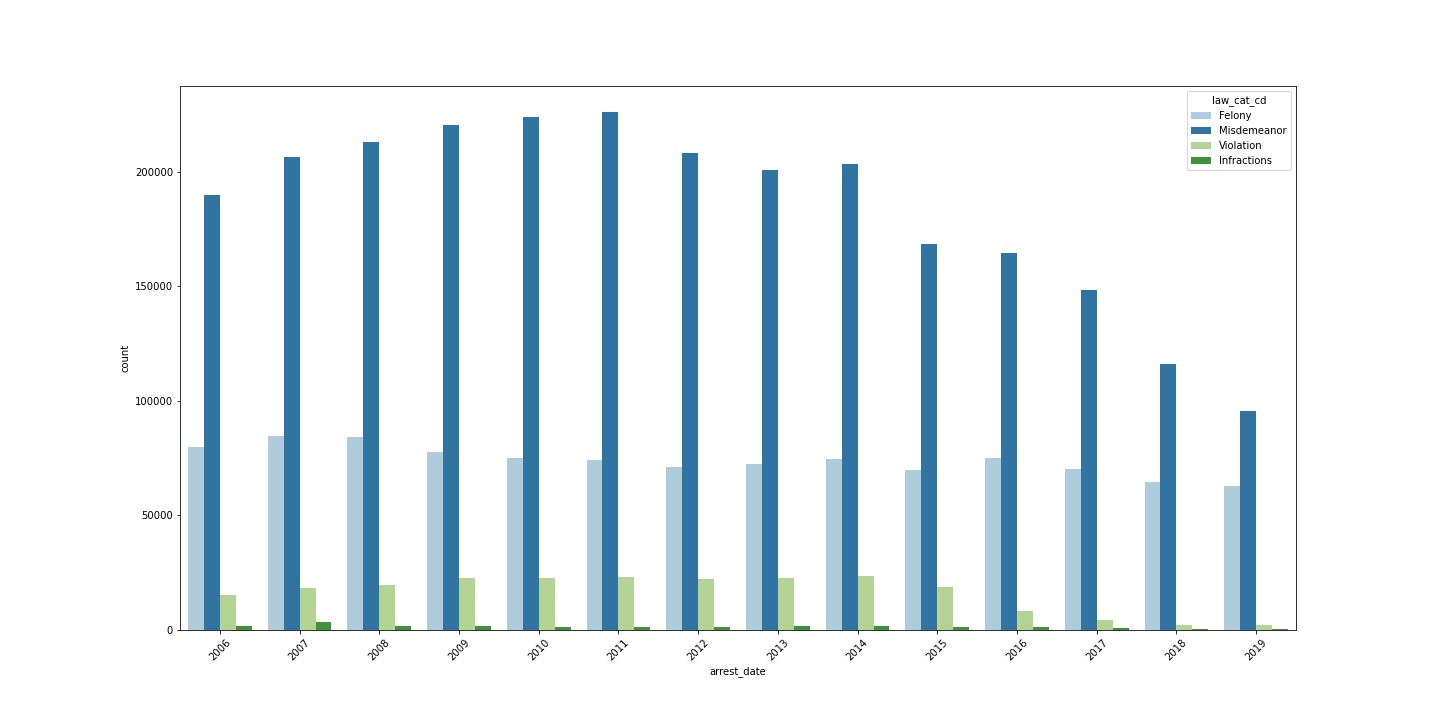 law_cat_cd
Felony
Misdemeanor
Violation
Infractions
200000
150000
100000
50000
0
count
2006 2007 2008 2009 2010 2011 2012 2013 2014 2015 2016 2017 2018 2019
arrest_date